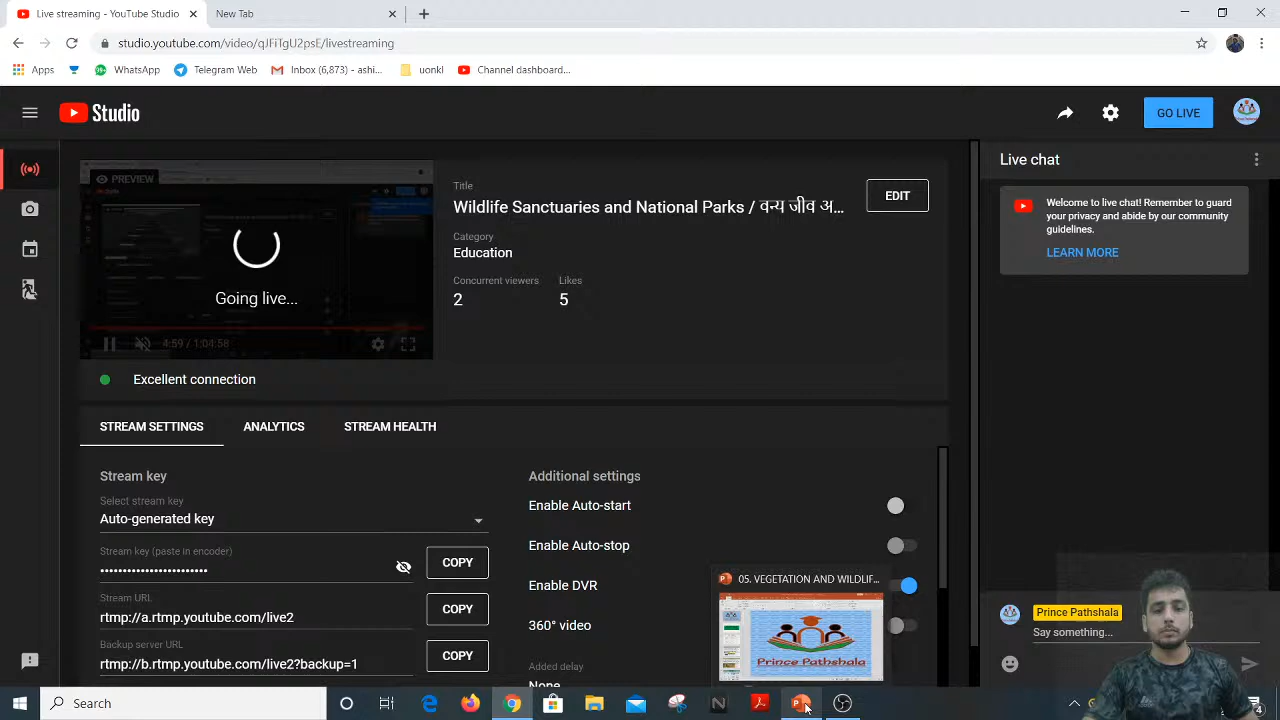 Live streaming - YouTube Studio
New Tab
studio.youtube.com/video/qJFiTgU2psE/livestreaming
Apps
WhatsApp
Telegram Web
Inbox (6,873) - ashi...
uonkl
Channel dashboard...
Studio
GO LIVE
PREVIEW
Going live...
4:59 / 1:04:58
Title
Wildlife Sanctuaries and National Parks / वन्य जीव अ...
EDIT
Category
Education
Concurrent viewers
Likes
2
5
Excellent connection
STREAM SETTINGS
ANALYTICS
STREAM HEALTH
Stream key
Select stream key
Auto-generated key
Stream key (paste in encoder)
••••••••••••••••••••
COPY
Stream URL
rtmp://a.rtmp.youtube.com/live2
COPY
Backup server URL
rtmp://b.rtmp.youtube.com/live2?backup=1
COPY
Additional settings
Enable Auto-start
Enable Auto-stop
Enable DVR
360° video
Added delay
None
05. VEGETATION AND WILDLIF...
Prince Pathshala
Live chat
Welcome to live chat! Remember to guard
your privacy and abide by our community
guidelines.
LEARN MORE
Prince Pathshala
Say something...
Search
4